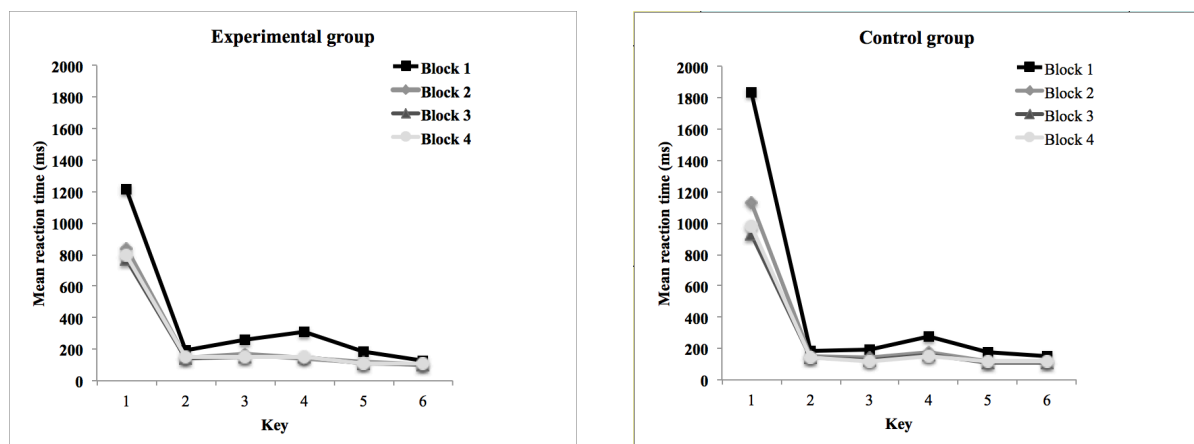 Experimental group
Mean reaction time (ms)
2000
1800
1600
1400
1200
1000
800
600
400
200
0
Block 1
Block 2
Block 3
Block 4
1 2 3 4 5 6
Key
Control group
Mean reaction time (ms)
2000
1800
1600
1400
1200
1000
800
600
400
200
0
Block 1
Block 2
Block 3
Block 4
1 2 3 4 5 6
Key